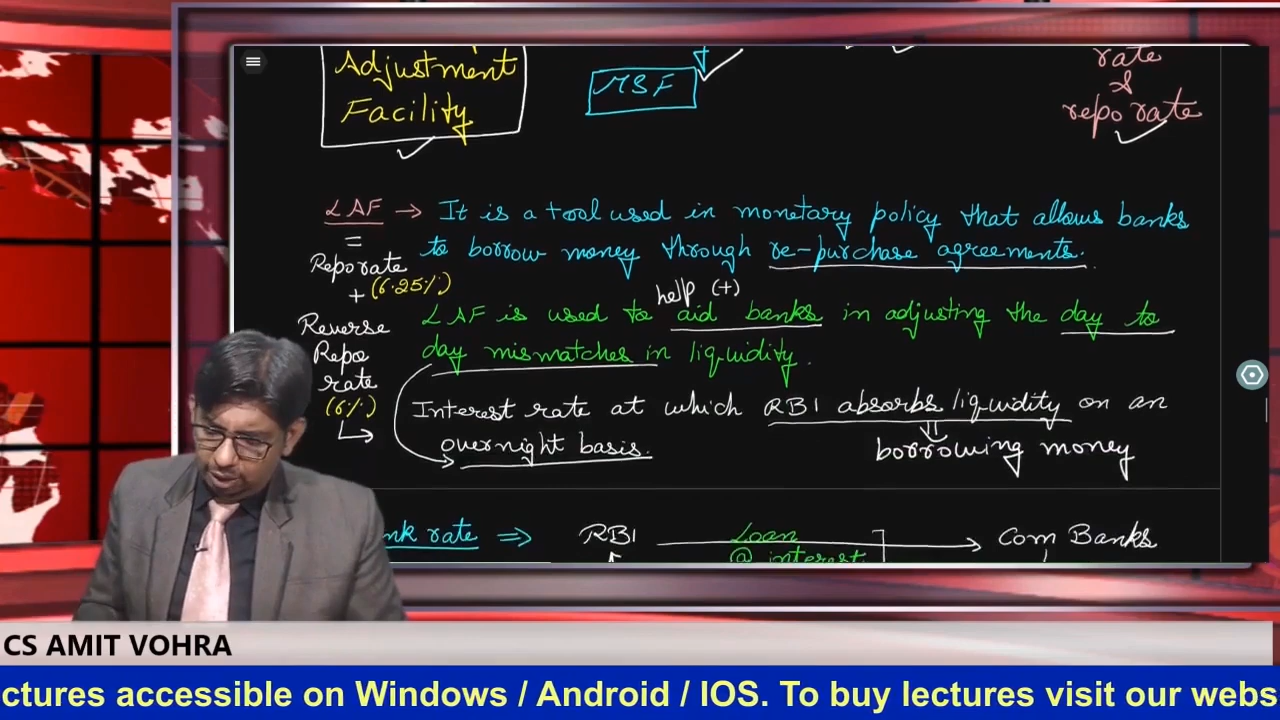 Adjustment
Facility
MSF
rate
&
repo rate
LAF → It is a tool used in monetary policy that allows banks
to borrow money through re-purchase agreements.
=
Repo rate
+ (6.25%)
Reverse
Repo
rate
(6%)
help (+)
LAF is used to aid banks in adjusting the day to
day mismatches in liquidity.
Interest rate at which RBI absorbs liquidity on an
overnight basis.
borrowing money
nk rate ⇒ RBI Loan Com Banks
@ interest
CS AMIT VOHRA
ctures accessible on Windows / Android / IOS. To buy lectures visit our webs